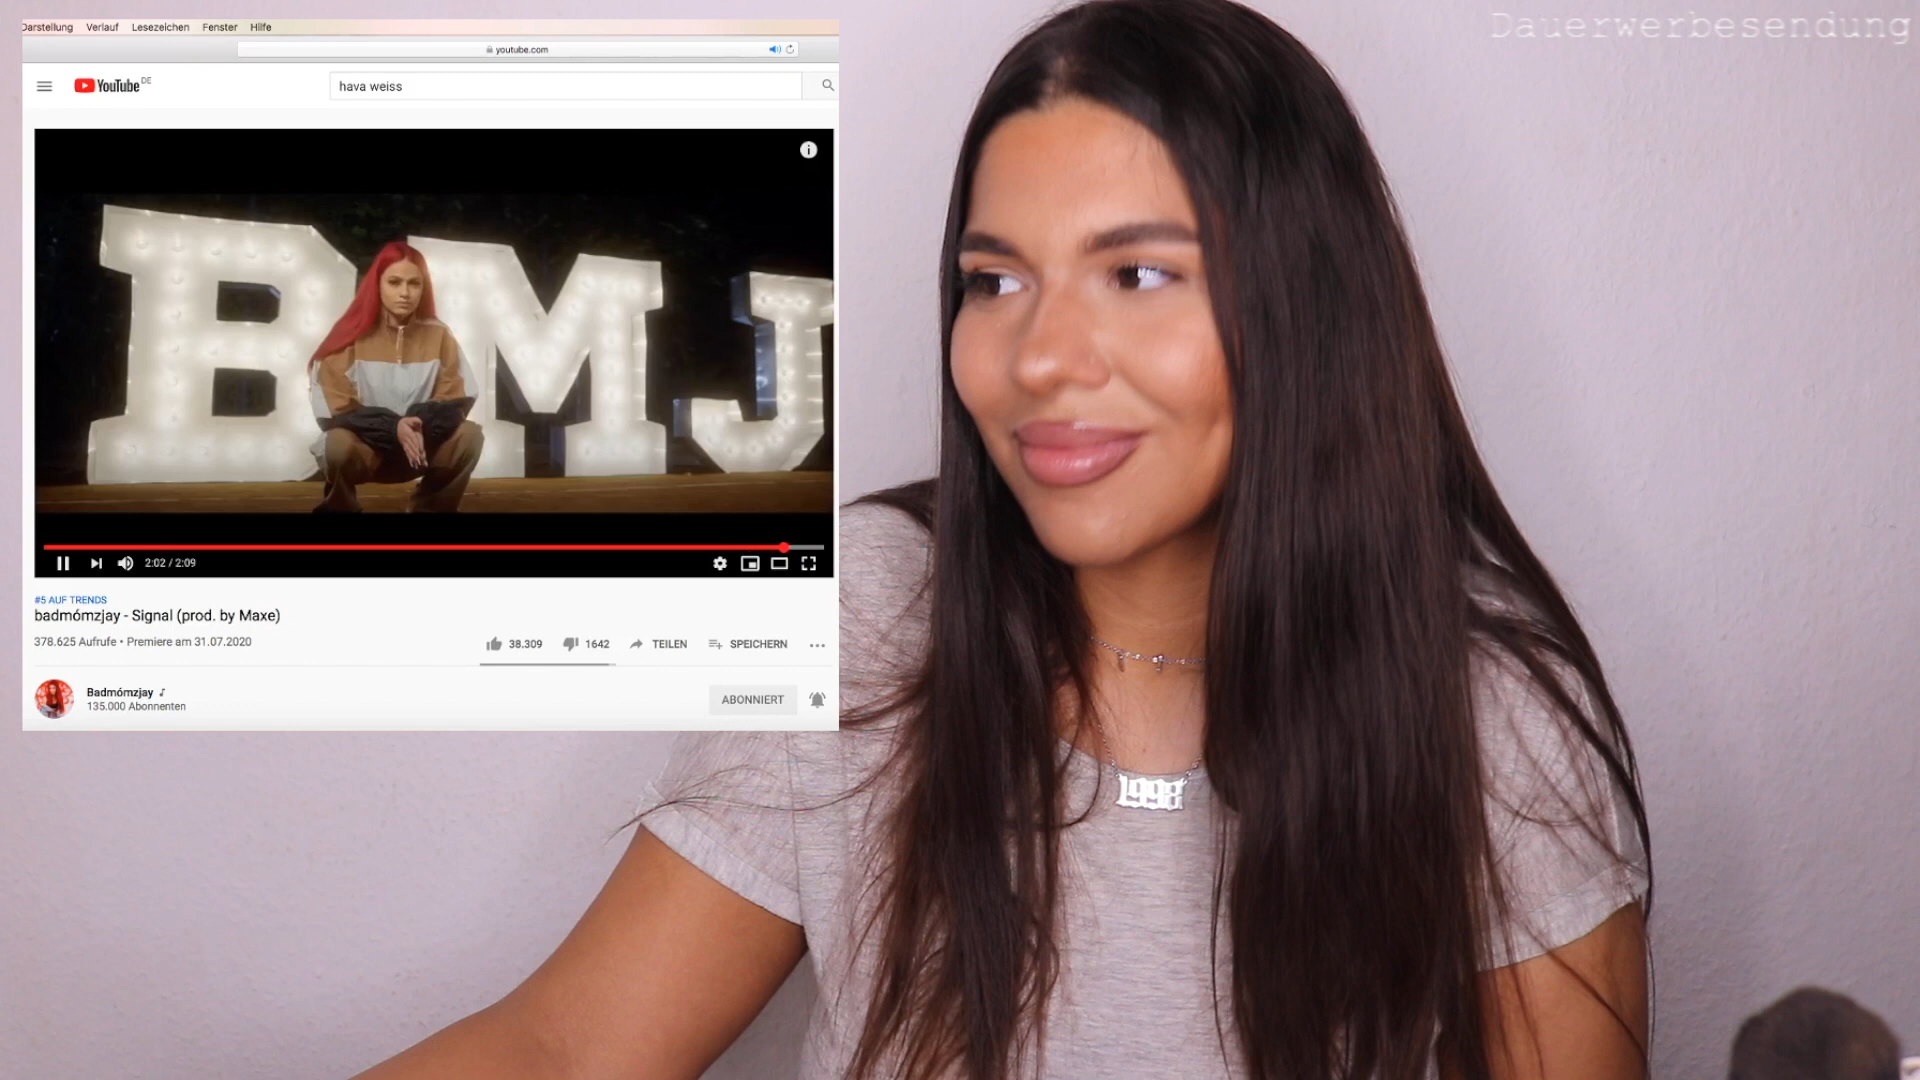 Darstellung Verlauf Lesezeichen Fenster Hilfe
youtube.com
YouTube DE
hava weiss
BMJ
2:02 / 2:09
#5 AUF TRENDS
badmómzjay - Signal (prod. by Maxe)
378.625 Aufrufe • Premiere am 31.07.2020
38.309 1642 TEILEN SPEICHERN
Badmómzjay
135.000 Abonnenten
ABONNIERT
Dauerwerbesendung
1998